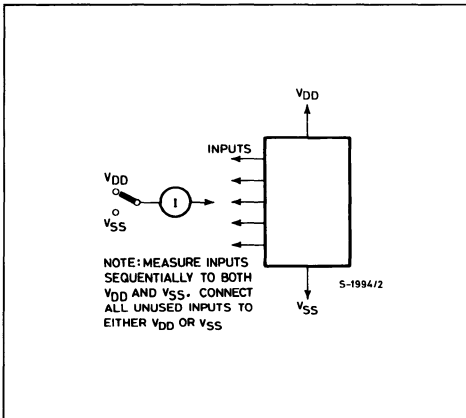 VDD
INPUTS
VDD
I
VSS
NOTE: MEASURE INPUTS
SEQUENTIALLY TO BOTH
VDD AND VSS. CONNECT
ALL UNUSED INPUTS TO
EITHER VDD OR VSS
S-1994/2
VSS